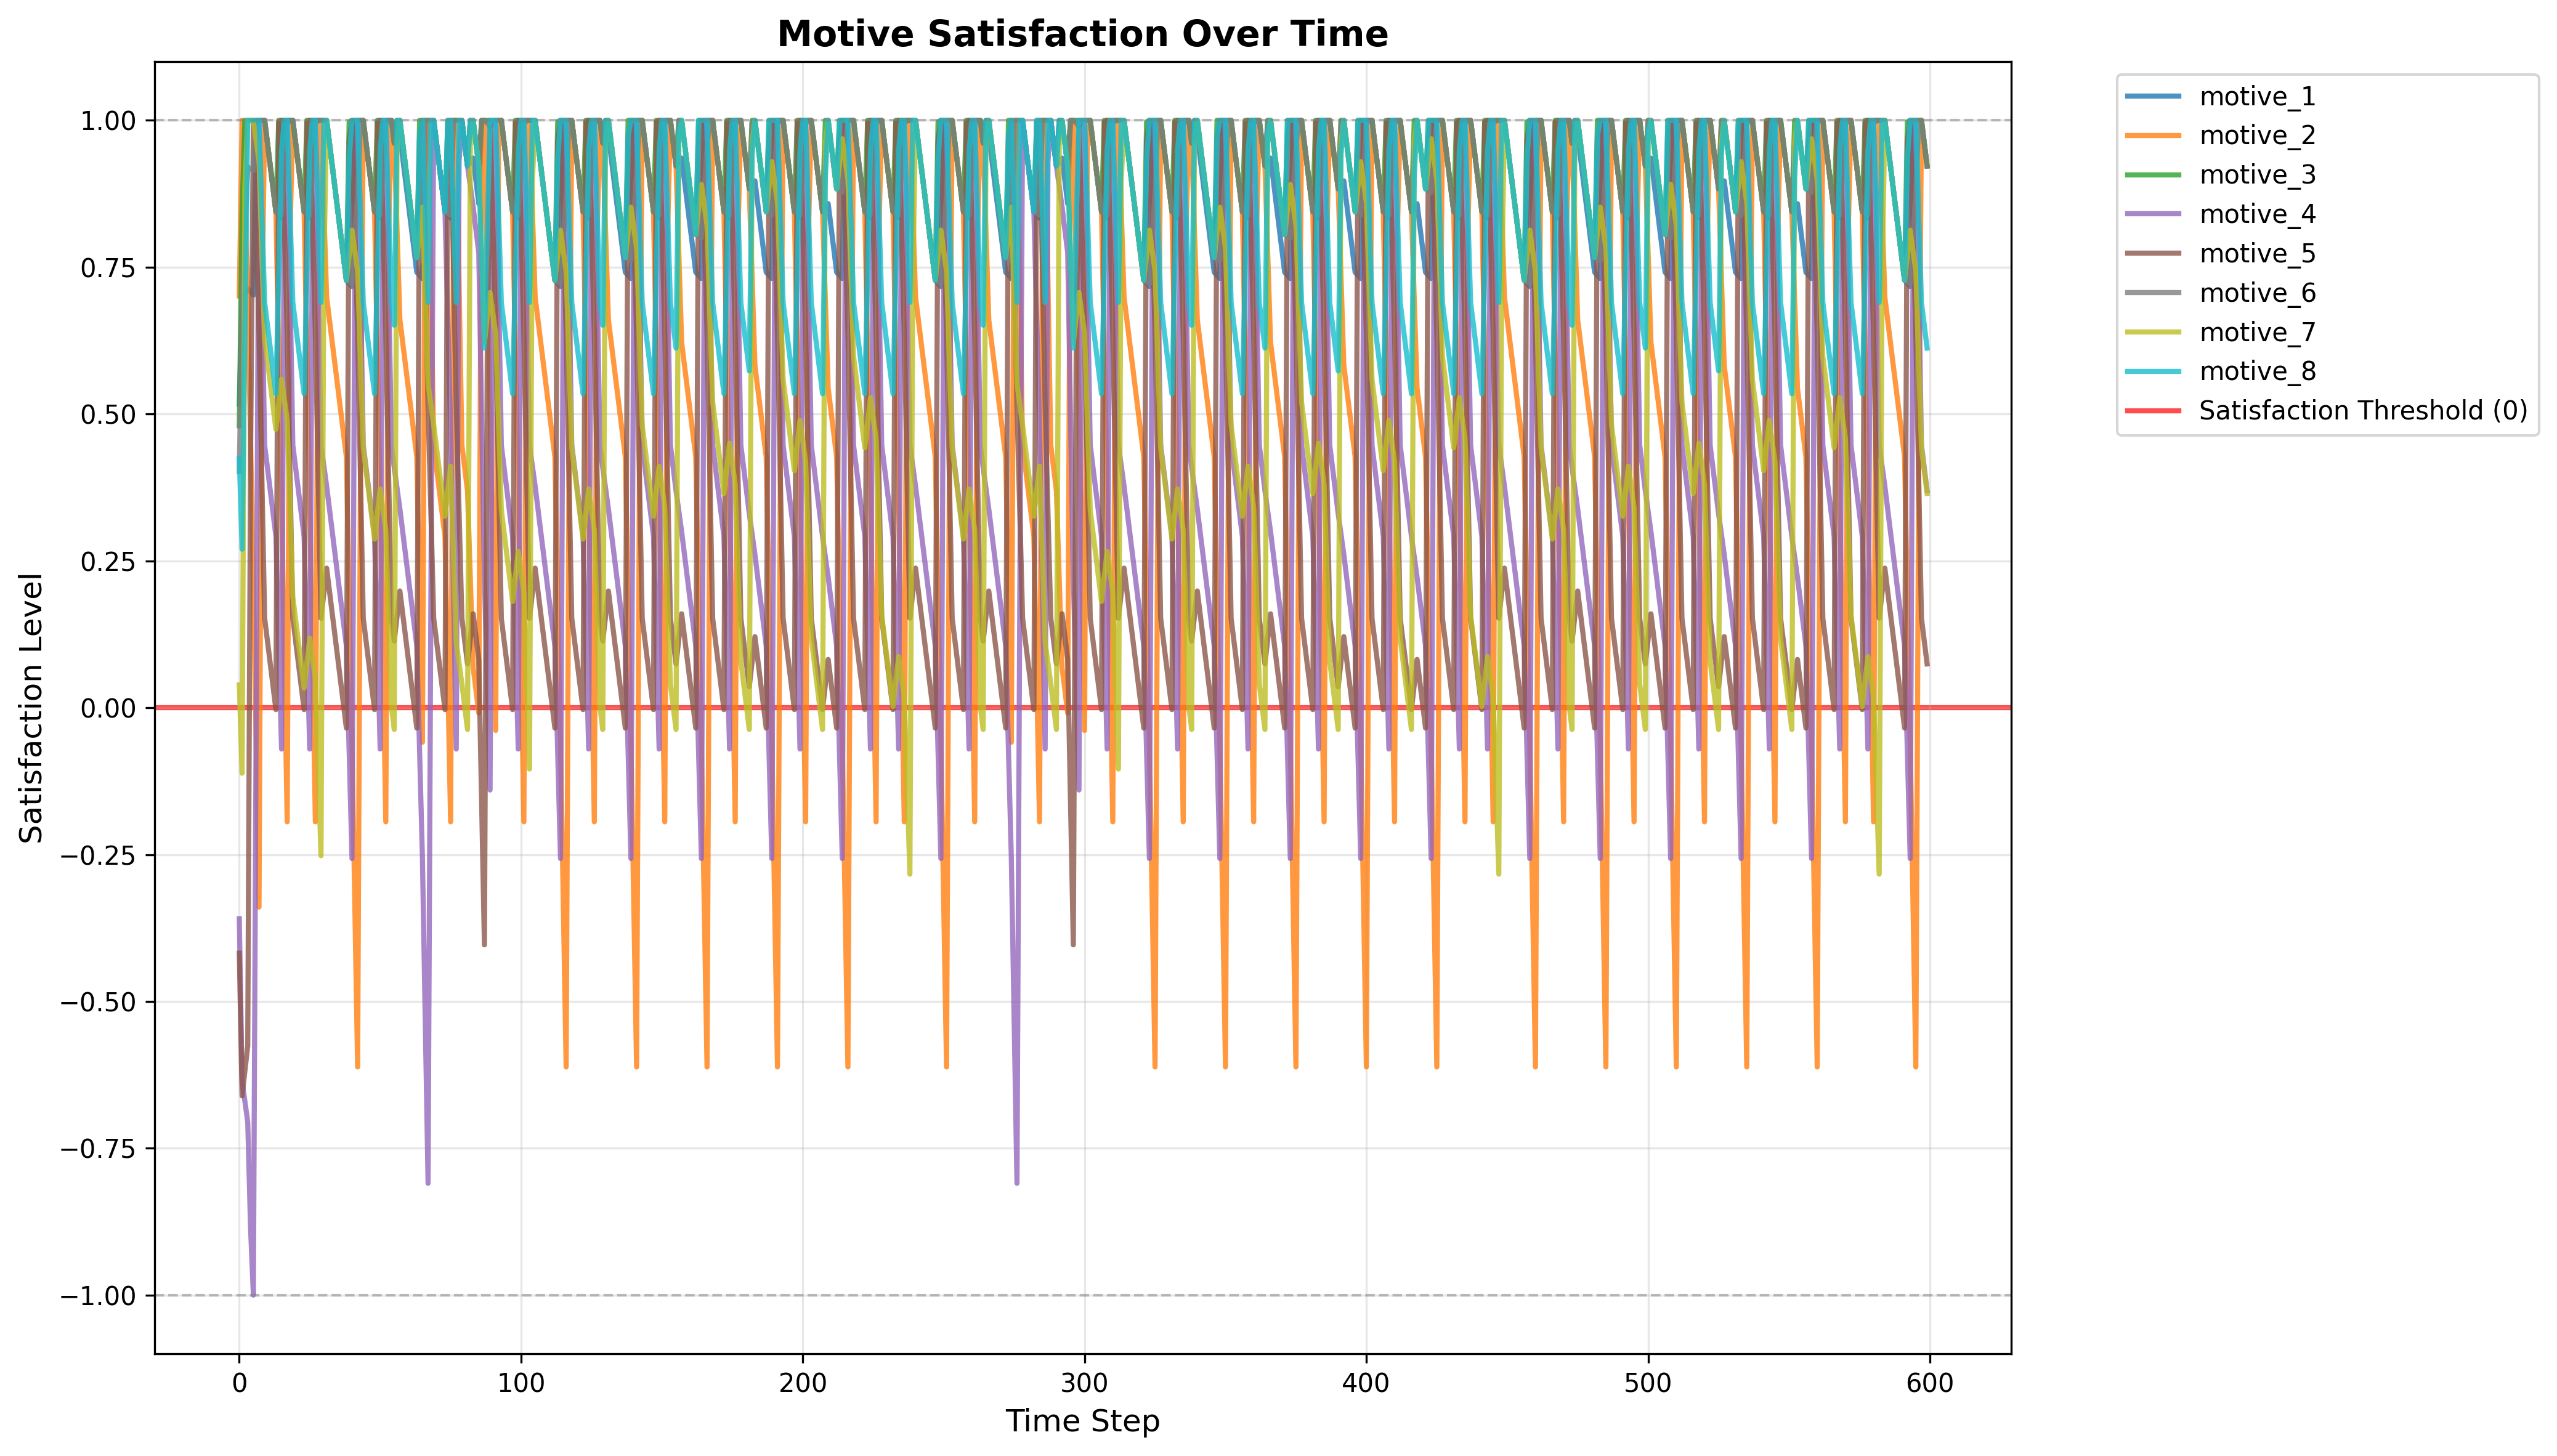 Motive Satisfaction Over Time
1.00
0.75
0.50
0.25
0.00
−0.25
−0.50
−0.75
−1.00
Satisfaction Level
0 100 200 300 400 500 600
Time Step
motive_1
motive_2
motive_3
motive_4
motive_5
motive_6
motive_7
motive_8
Satisfaction Threshold (0)